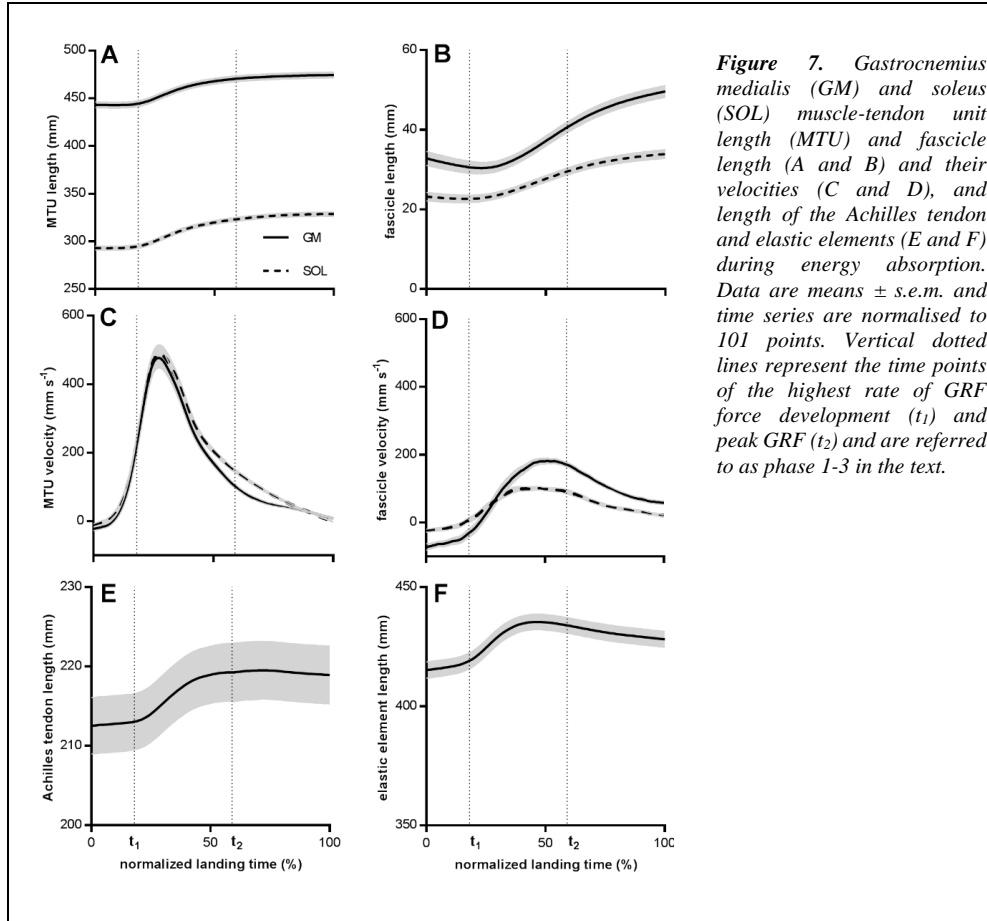 A
500
450
400
350
300
250
MTU length (mm)
GM
SOL
B
60
40
20
0
fascicle length (mm)
C
600
400
200
0
MTU velocity (mm s⁻¹)
D
600
400
200
0
fascicle velocity (mm s⁻¹)
E
230
220
210
200
Achilles tendon length (mm)
0 t₁ 50 t₂ 100
normalized landing time (%)
F
450
400
350
elastic element length (mm)
0 t₁ 50 t₂ 100
normalized landing time (%)
Figure 7. Gastrocnemius
medialis (GM) and soleus
(SOL) muscle-tendon unit
length (MTU) and fascicle
length (A and B) and their
velocities (C and D), and
length of the Achilles tendon
and elastic elements (E and F)
during energy absorption.
Data are means ± s.e.m. and
time series are normalised to
101 points. Vertical dotted
lines represent the time points
of the highest rate of GRF
force development (t₁) and
peak GRF (t₂) and are referred
to as phase 1-3 in the text.